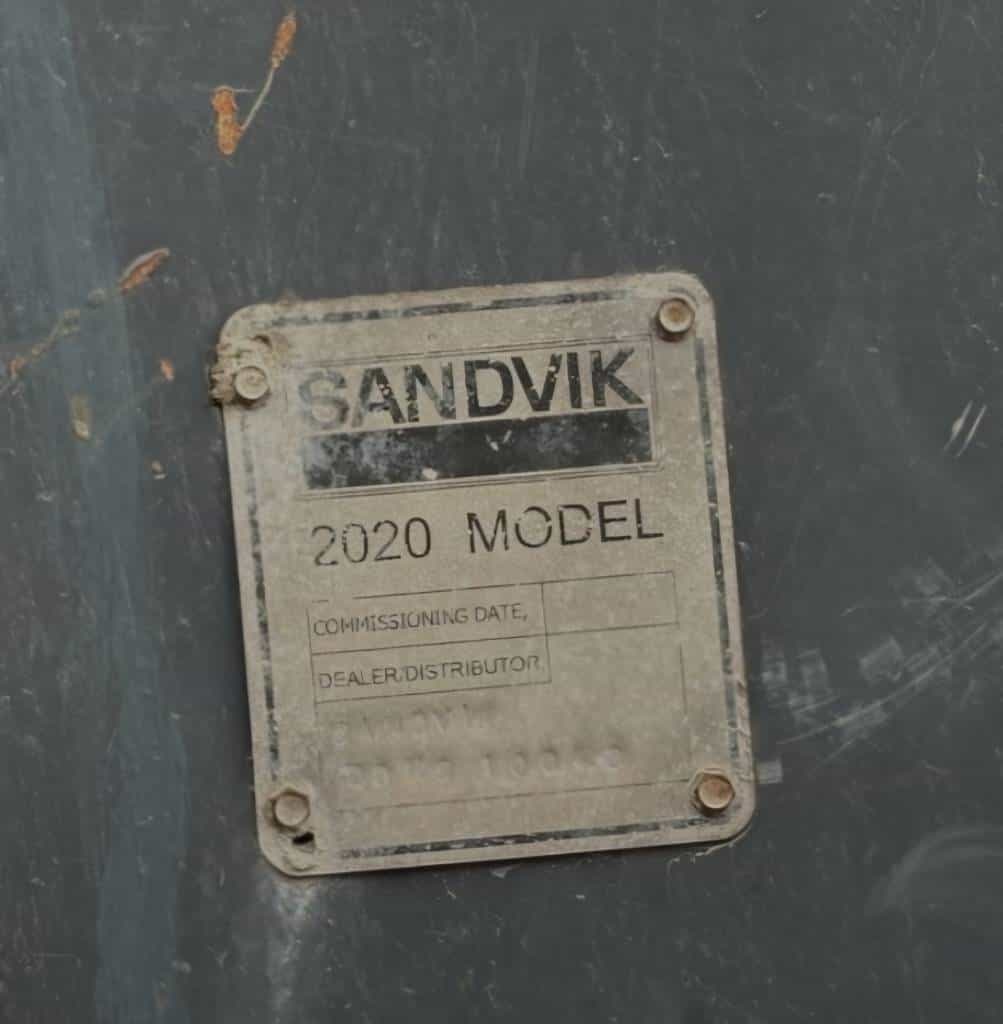 SANDVIK
2020 MODEL
COMMISSIONING DATE,
DEALER/DISTRIBUTOR